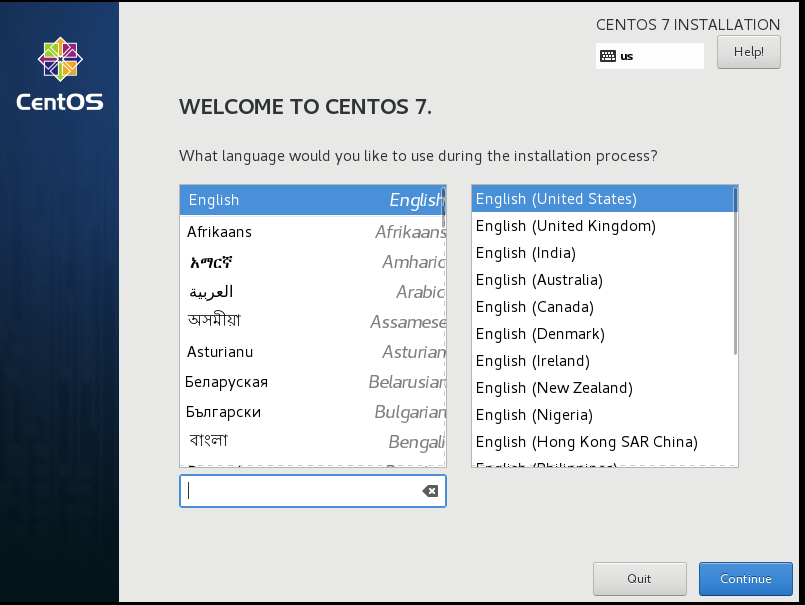 CentOS
CENTOS 7 INSTALLATION
us
Help!
WELCOME TO CENTOS 7.
What language would you like to use during the installation process?
English English
Afrikaans Afrikaans
አማርኛ Amharic
العربية Arabic
অসমীয়া Assamese
Asturianu Asturian
Беларуская Belarusian
Български Bulgarian
বাংলা Bengali
English (United States)
English (United Kingdom)
English (India)
English (Australia)
English (Canada)
English (Denmark)
English (Ireland)
English (New Zealand)
English (Nigeria)
English (Hong Kong SAR China)
English (Philippines)
Quit
Continue